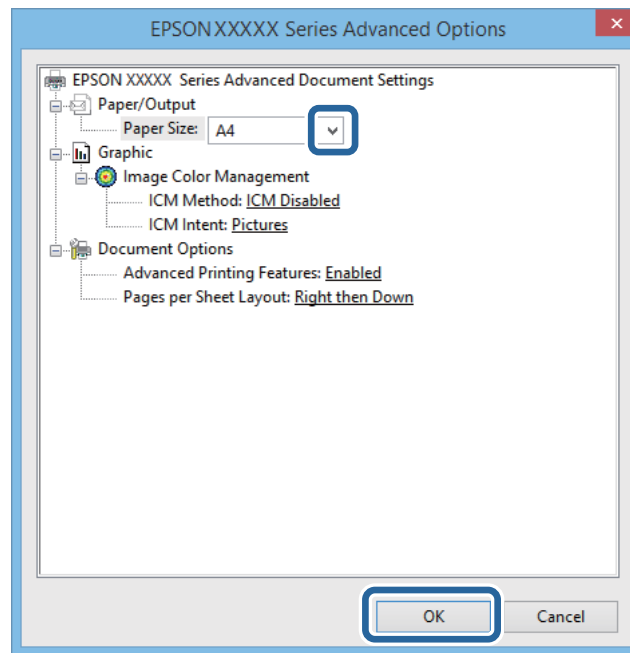 EPSON XXXXX Series Advanced Options
EPSON XXXXX Series Advanced Document Settings
Paper/Output
Paper Size: A4
Graphic
Image Color Management
ICM Method: ICM Disabled
ICM Intent: Pictures
Document Options
Advanced Printing Features: Enabled
Pages per Sheet Layout: Right then Down
OK Cancel